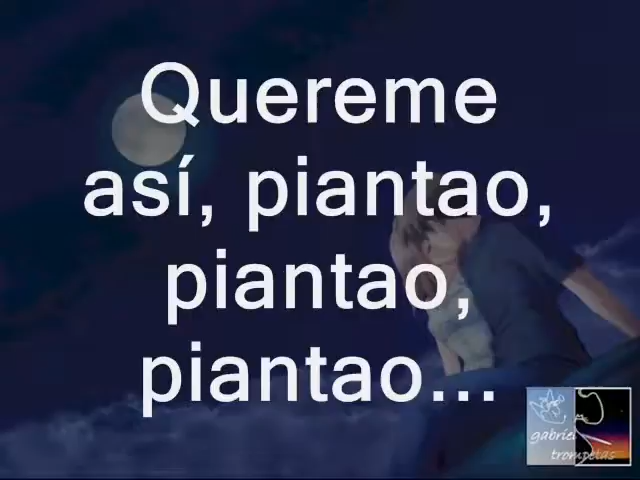 Quereme
así, piantao,
piantao,
piantao...
gabriel
trompetas